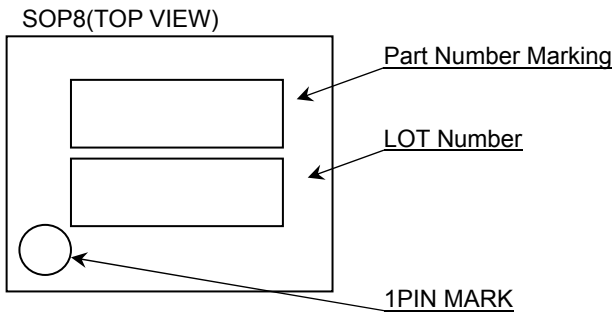 SOP8(TOP VIEW)
Part Number Marking
LOT Number
1PIN MARK